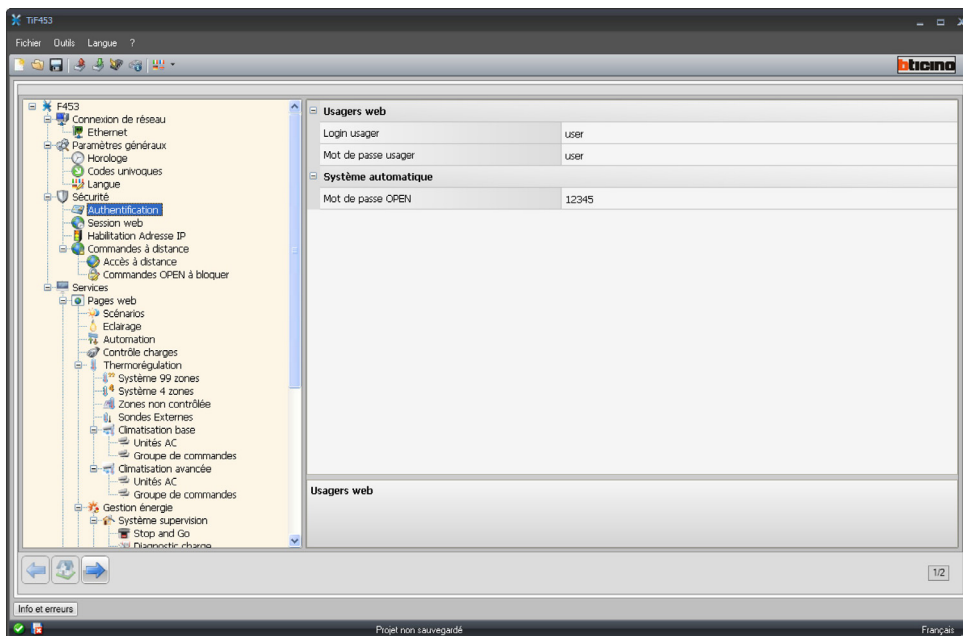 TiF453
Fichier Outils Langue ?
bticino
F453
Connexion de réseau
Ethernet
Paramètres généraux
Horologe
Codes univoques
Langue
Sécurité
Authentification
Session web
Habilitation Adresse IP
Commandes à distance
Accès à distance
Commandes OPEN à bloquer
Services
Pages web
Scénarios
Eclairage
Automation
Contrôle charges
Thermorégulation
Système 99 zones
Système 4 zones
Zones non contrôlée
Sondes Externes
Climatisation base
Unités AC
Groupe de commandes
Climatisation avancée
Unités AC
Groupe de commandes
Gestion énergie
Système supervision
Stop and Go
Diagnostic charge
Usagers web
Login usager user
Mot de passe usager user
Système automatique
Mot de passe OPEN 12345
Usagers web
1/2
Info et erreurs
Projet non sauvegardé
Français